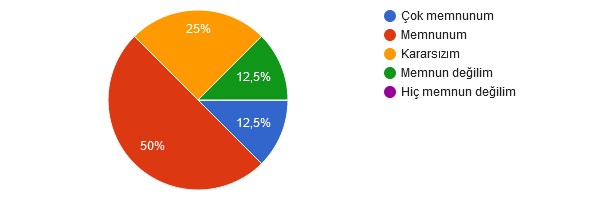 25%
12,5%
12,5%
50%
Çok memnunum
Memnunum
Kararsızım
Memnun değilim
Hiç memnun değilim